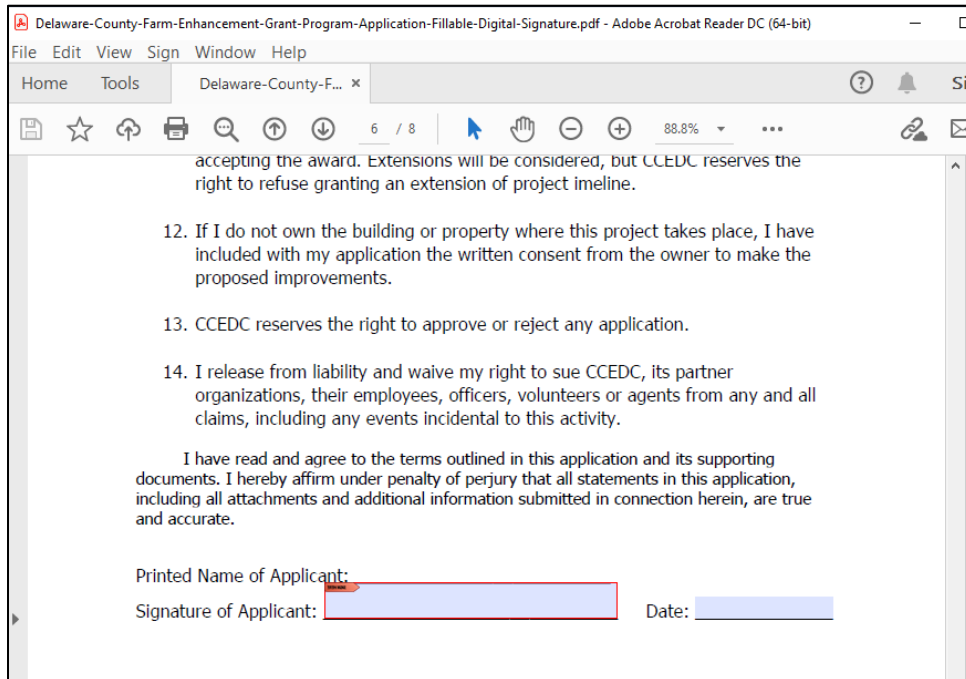 Delaware-County-Farm-Enhancement-Grant-Program-Application-Fillable-Digital-Signature.pdf - Adobe Acrobat Reader DC (64-bit)
File Edit View Sign Window Help
Home Tools Delaware-County-F... × Si
6 / 8 88.8%
accepting the award. Extensions will be considered, but CCEDC reserves the
right to refuse granting an extension of project imeline.
12. If I do not own the building or property where this project takes place, I have
included with my application the written consent from the owner to make the
proposed improvements.
13. CCEDC reserves the right to approve or reject any application.
14. I release from liability and waive my right to sue CCEDC, its partner
organizations, their employees, officers, volunteers or agents from any and all
claims, including any events incidental to this activity.
I have read and agree to the terms outlined in this application and its supporting
documents. I hereby affirm under penalty of perjury that all statements in this application,
including all attachments and additional information submitted in connection herein, are true
and accurate.
Printed Name of Applicant:
Signature of Applicant: Date: